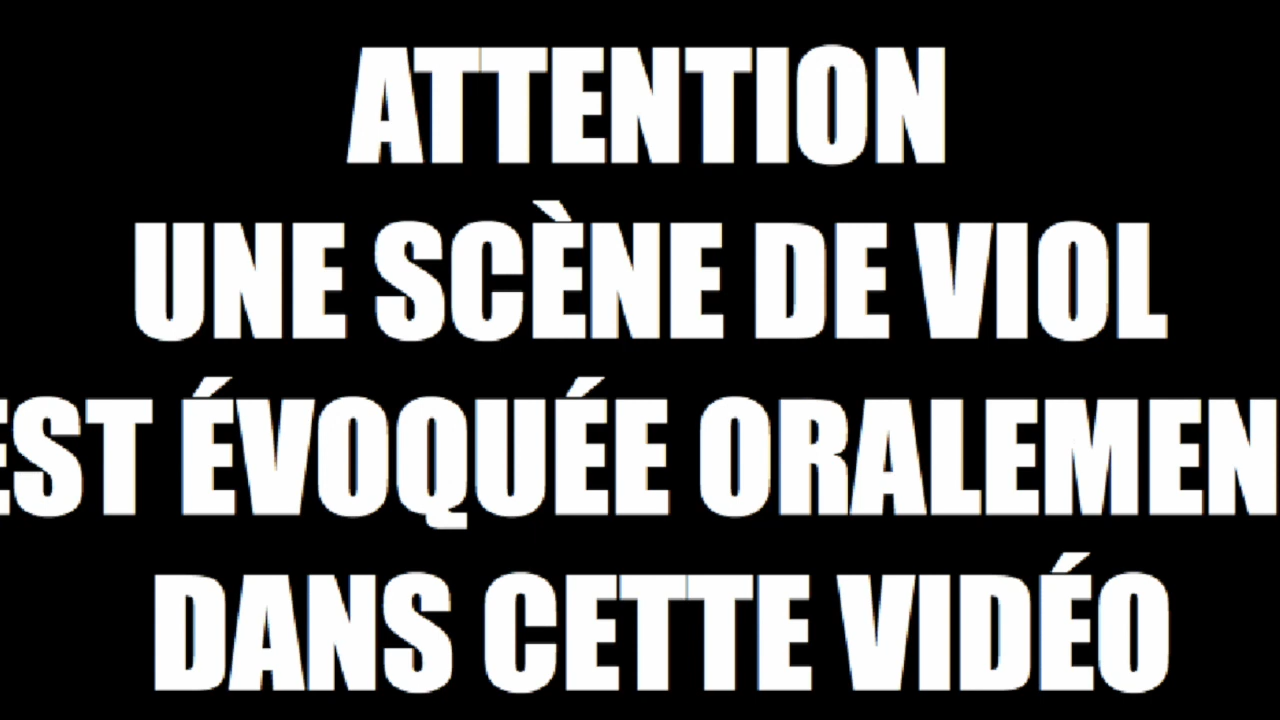 ATTENTION
UNE SCÈNE DE VIOL
EST ÉVOQUÉE ORALEMEN
DANS CETTE VIDÉO